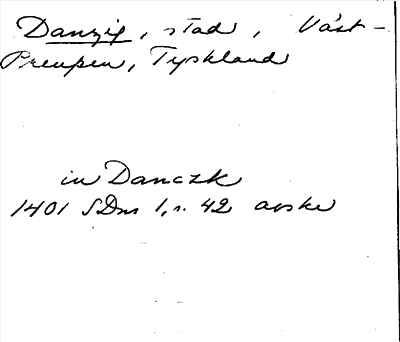 Danzig, stad, Väst-
Preussen, Tyskland
in Danczk
1401 SDns 1, s. 42 avskr